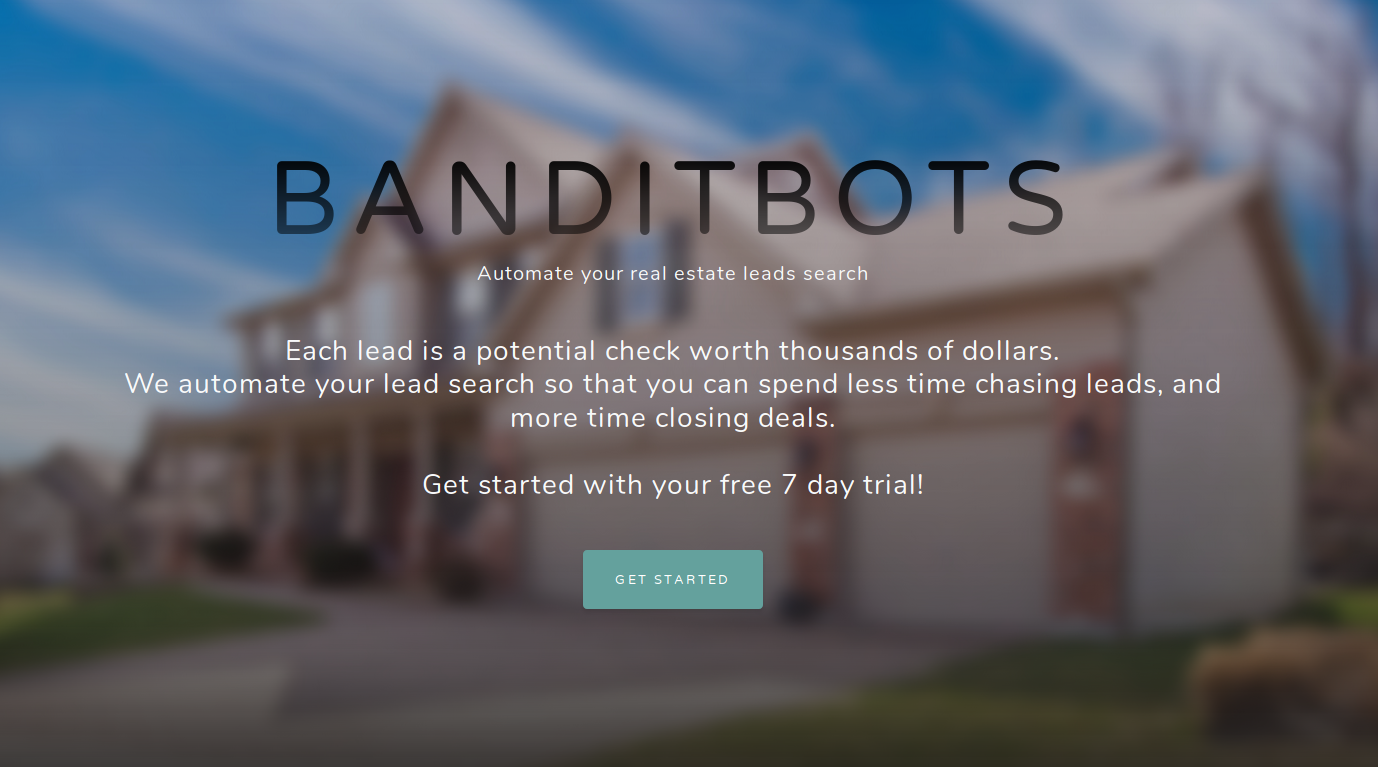 BANDITBOTS
Automate your real estate leads search
Each lead is a potential check worth thousands of dollars.
We automate your lead search so that you can spend less time chasing leads, and
more time closing deals.
Get started with your free 7 day trial!
GET STARTED